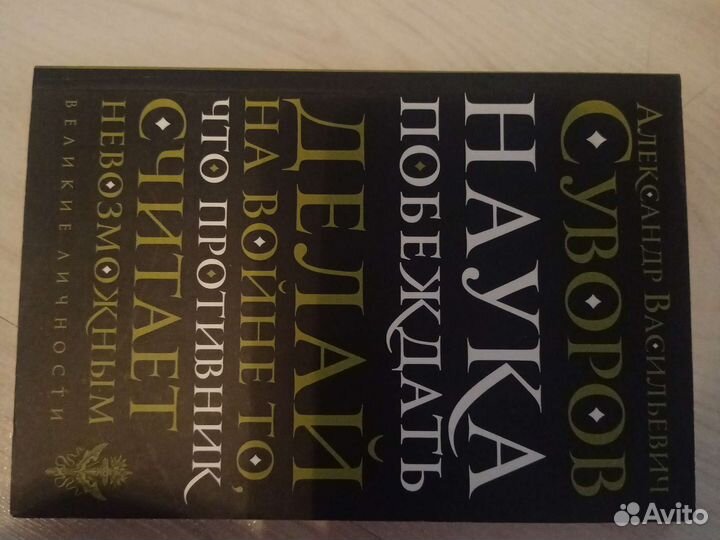 Александр Васильевич
Суворов
НАУКА
ПОБЕЖДАТЬ
ДЕЛАЙ
НА ВОЙНЕ ТО,
ЧТО ПРОТИВНИК
СЧИТАЕТ
НЕВОЗМОЖНЫМ
ВЕЛИКИЕ ЛИЧНОСТИ
Avito